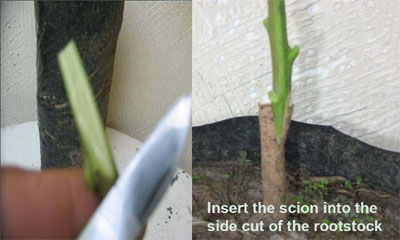 Insert the scion into the
side cut of the rootstock